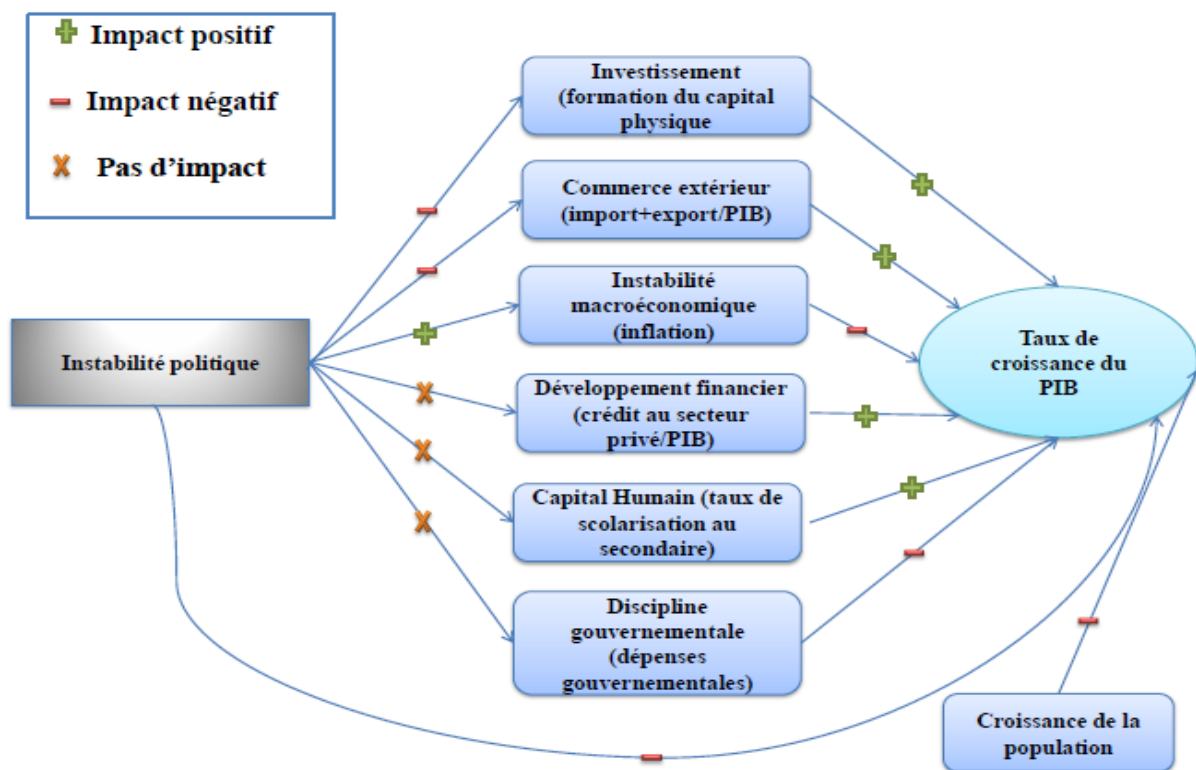 Impact positif
Impact négatif
Pas d’impact
Investissement
(formation du capital
physique
Commerce extérieur
(import+export/PIB)
Instabilité
macroéconomique
(inflation)
Instabilité politique
Taux de
croissance du
PIB
Développement financier
(crédit au secteur
privé/PIB)
Capital Humain (taux de
scolarisation au
secondaire)
Discipline
gouvernementale
(dépenses
gouvernementales)
Croissance de la
population